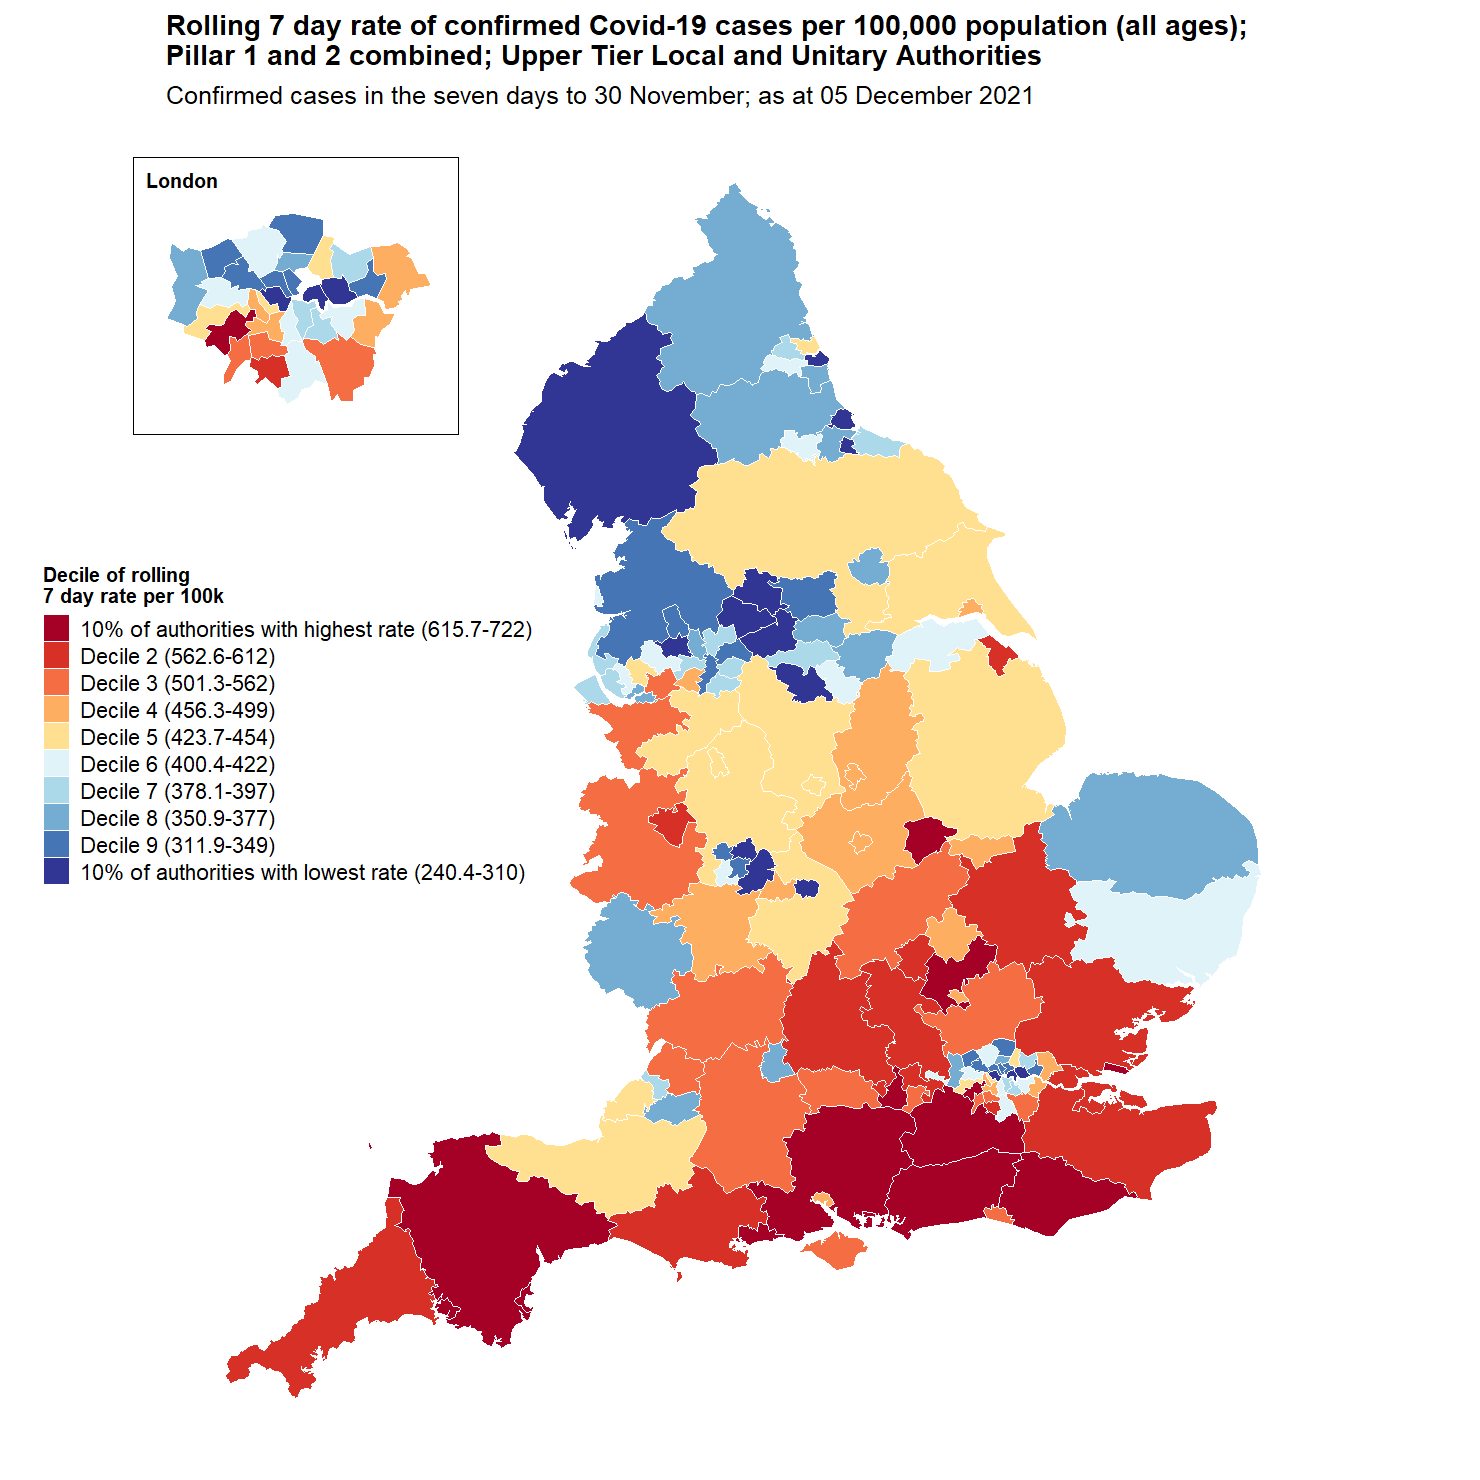 Rolling 7 day rate of confirmed Covid-19 cases per 100,000 population (all ages);
Pillar 1 and 2 combined; Upper Tier Local and Unitary Authorities
Confirmed cases in the seven days to 30 November; as at 05 December 2021
London
Decile of rolling
7 day rate per 100k
10% of authorities with highest rate (615.7-722)
Decile 2 (562.6-612)
Decile 3 (501.3-562)
Decile 4 (456.3-499)
Decile 5 (423.7-454)
Decile 6 (400.4-422)
Decile 7 (378.1-397)
Decile 8 (350.9-377)
Decile 9 (311.9-349)
10% of authorities with lowest rate (240.4-310)